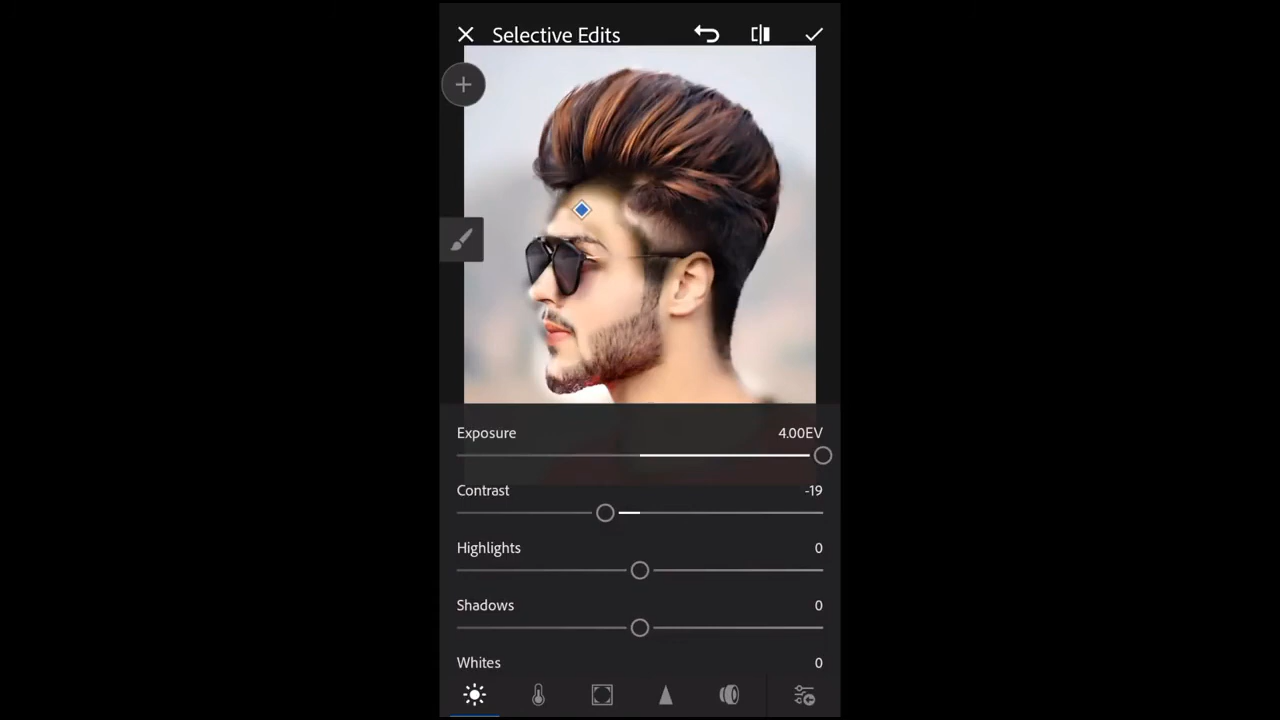 Selective Edits
Exposure 4.00EV
Contrast -19
Highlights 0
Shadows 0
Whites 0